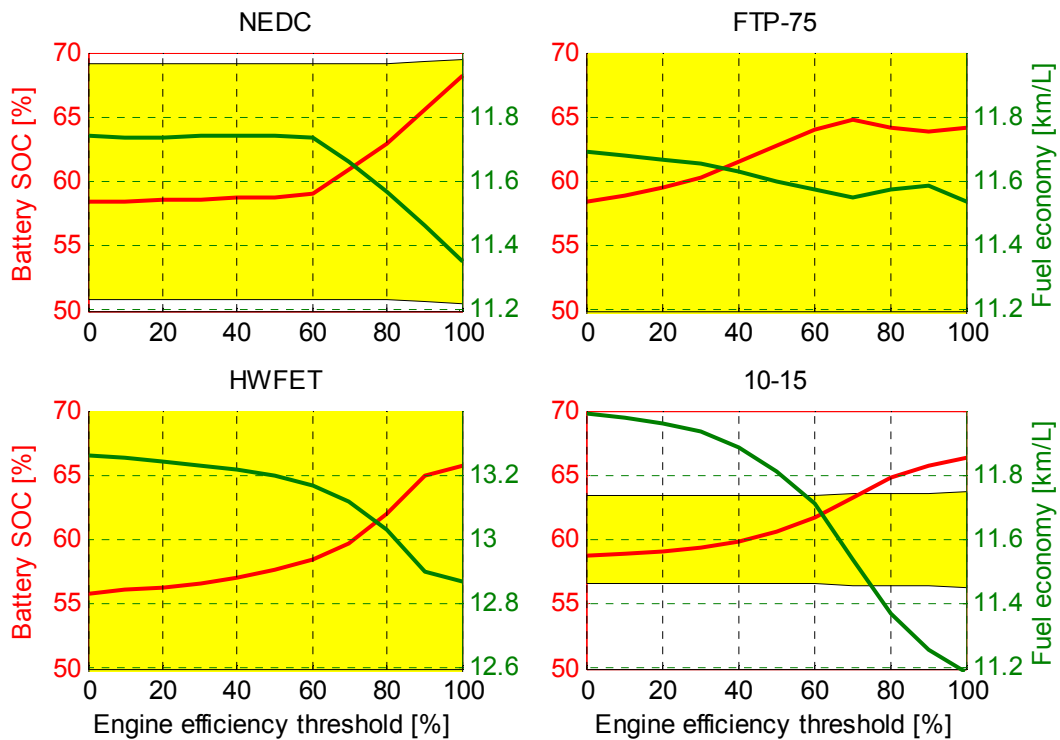 NEDC
FTP-75
70
65
60
55
50
Battery SOC [%]
0 20 40 60 80 100
11.8
11.6
11.4
11.2
70
65
60
55
50
0 20 40 60 80 100
11.8
11.6
11.4
11.2
Fuel economy [km/L]
HWFET
10-15
70
65
60
55
50
Battery SOC [%]
0 20 40 60 80 100
Engine efficiency threshold [%]
13.2
13
12.8
12.6
70
65
60
55
50
0 20 40 60 80 100
Engine efficiency threshold [%]
11.8
11.6
11.4
11.2
Fuel economy [km/L]